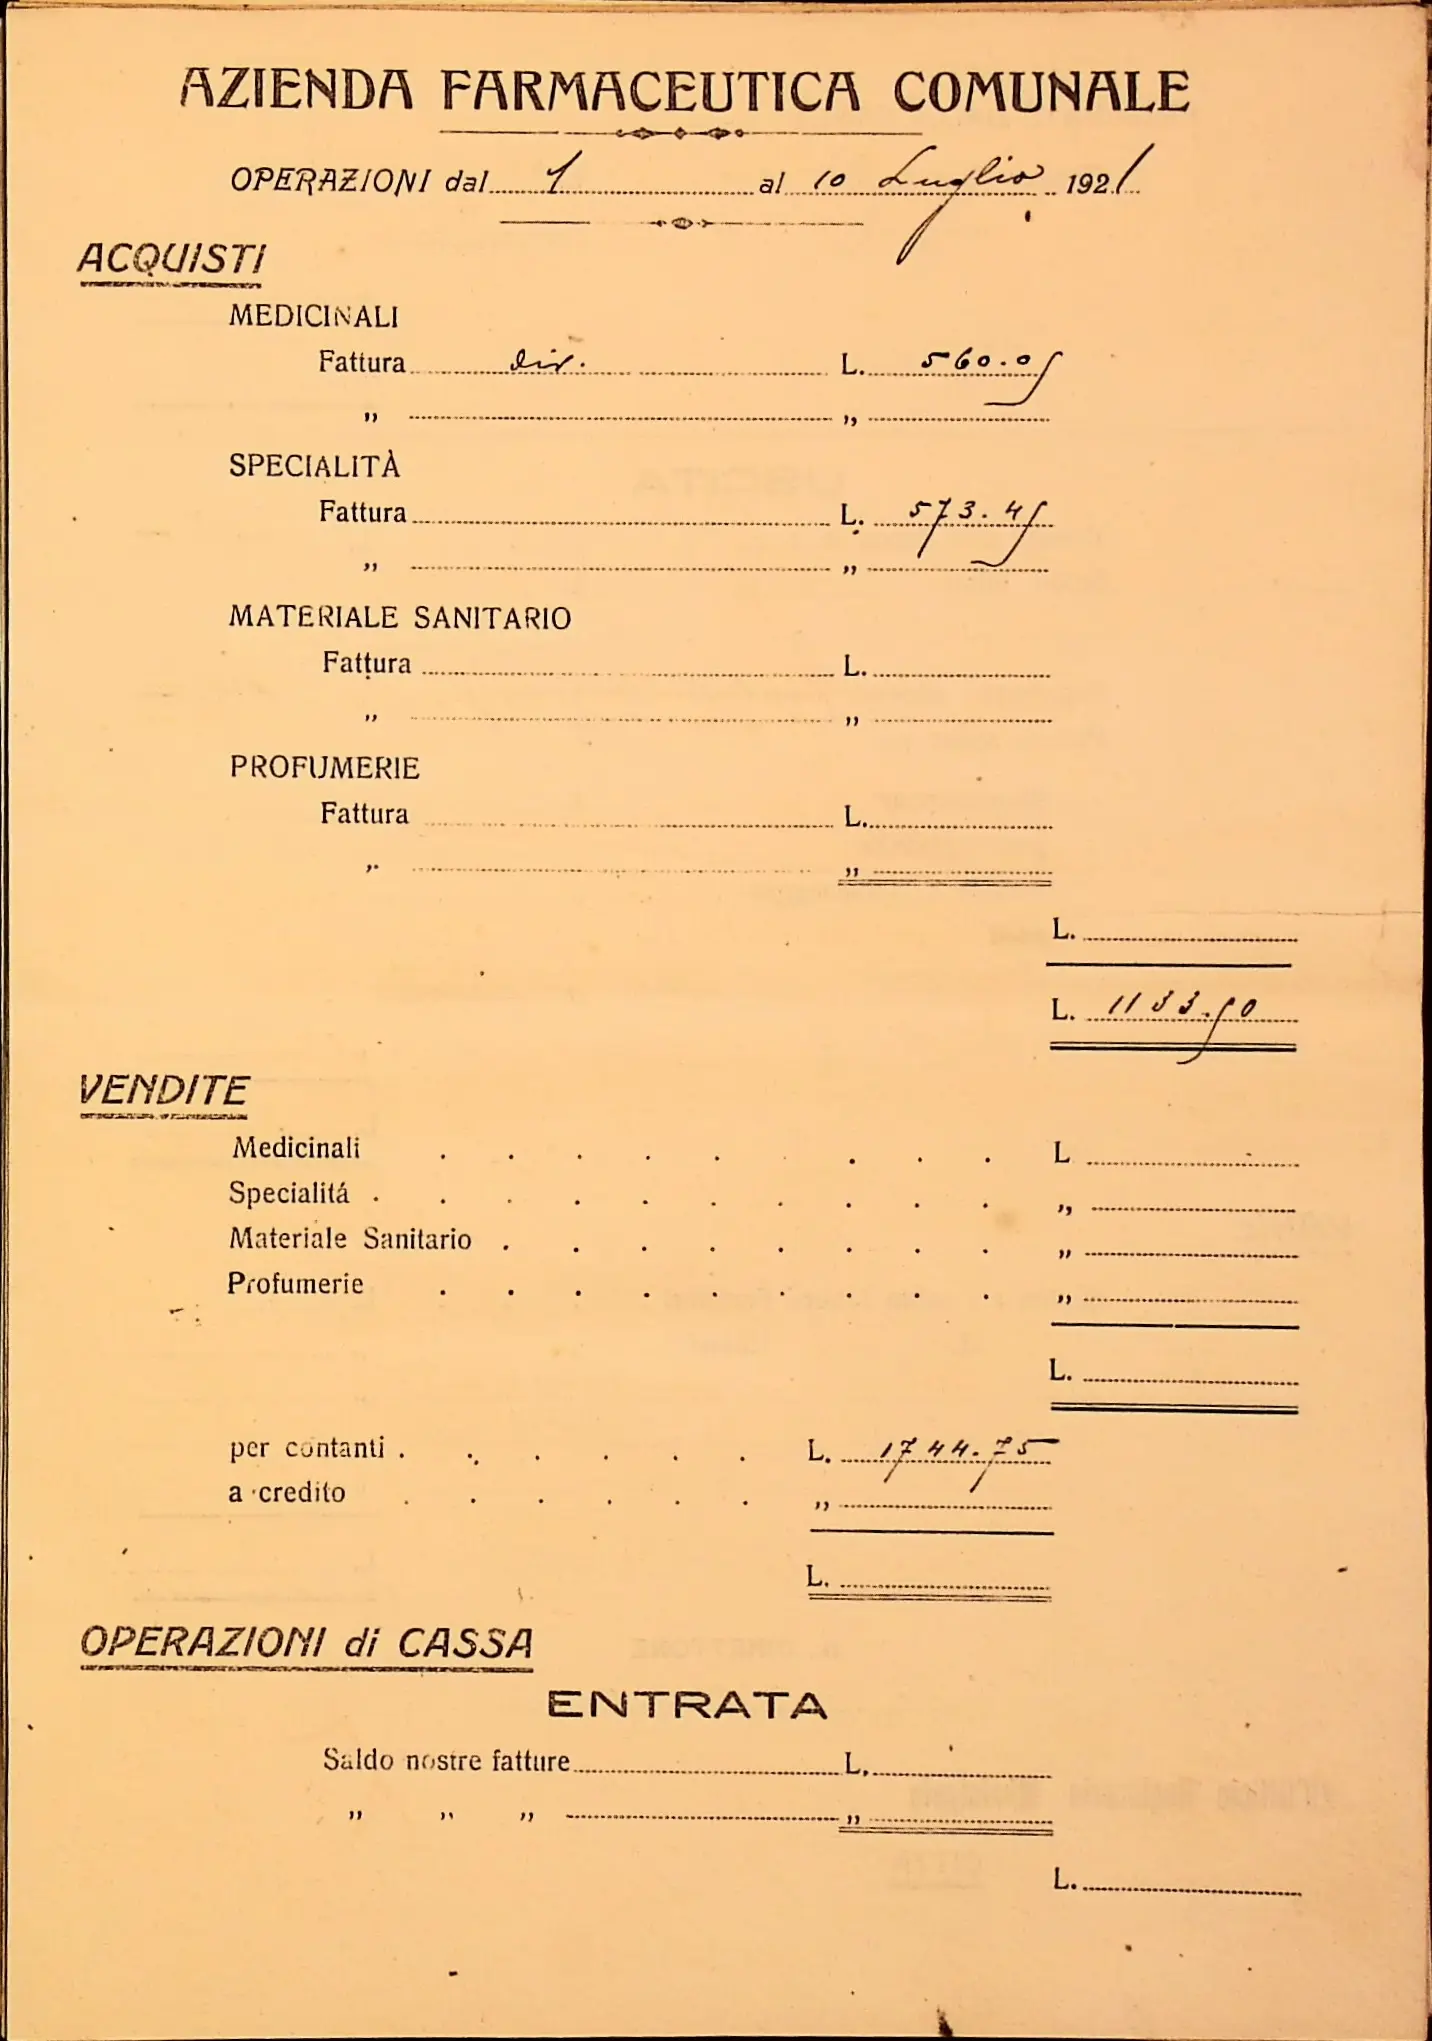 AZIENDA FARMACEUTICA COMUNALE
OPERAZIONI dal 1 al 10 Luglio 1921
ACQUISTI
MEDICINALI
Fattura div. L. 560.05
" "
SPECIALITÀ
Fattura L. 573.45
" "
MATERIALE SANITARIO
Fattura L.
" "
PROFUMERIE
Fattura L.
" "
L.
L. 1133.50
VENDITE
Medicinali L
Specialitá "
Materiale Sanitario "
Profumerie "
L.
per contanti L. 1744.75
a credito "
L.
OPERAZIONI di CASSA
ENTRATA
Saldo nostre fatture L.
" " " "
L.